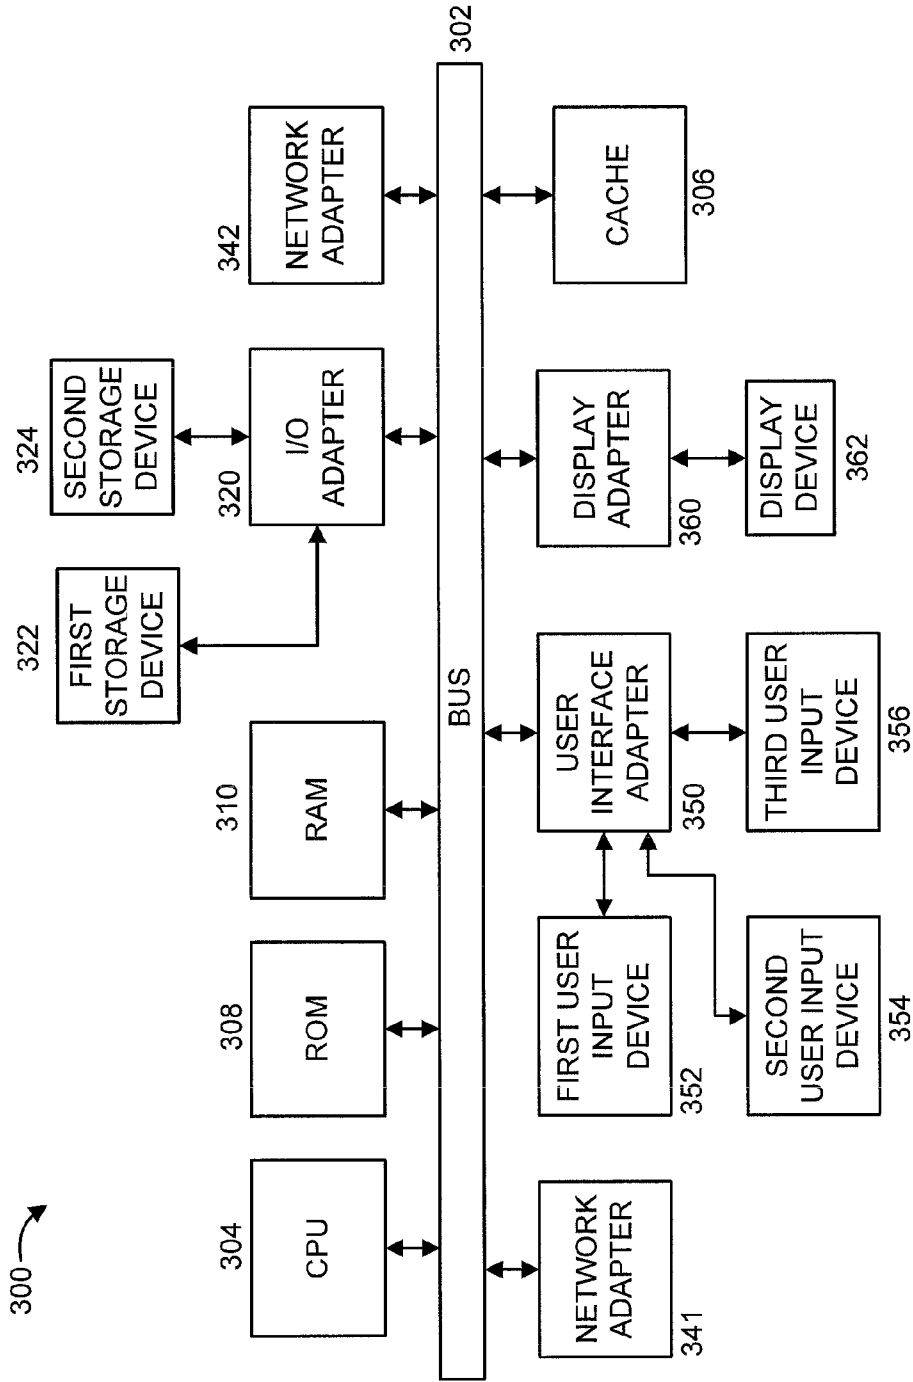 300
322
FIRST
STORAGE
DEVICE
324
SECOND
STORAGE
DEVICE
304
CPU
308
ROM
310
RAM
320
I/O
ADAPTER
342
NETWORK
ADAPTER
BUS
302
341
NETWORK
ADAPTER
352
FIRST USER
INPUT
DEVICE
350
USER
INTERFACE
ADAPTER
360
DISPLAY
ADAPTER
CACHE
306
SECOND
USER INPUT
DEVICE
354
THIRD USER
INPUT
DEVICE
356
DISPLAY
DEVICE
362